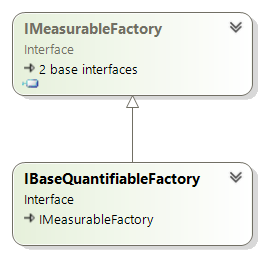 IMeasurableFactory
Interface
2 base interfaces
IBaseQuantifiableFactory
Interface
IMeasurableFactory